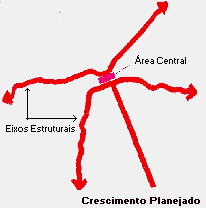 Área Central
Eixos Estruturais
Crescimento Planejado